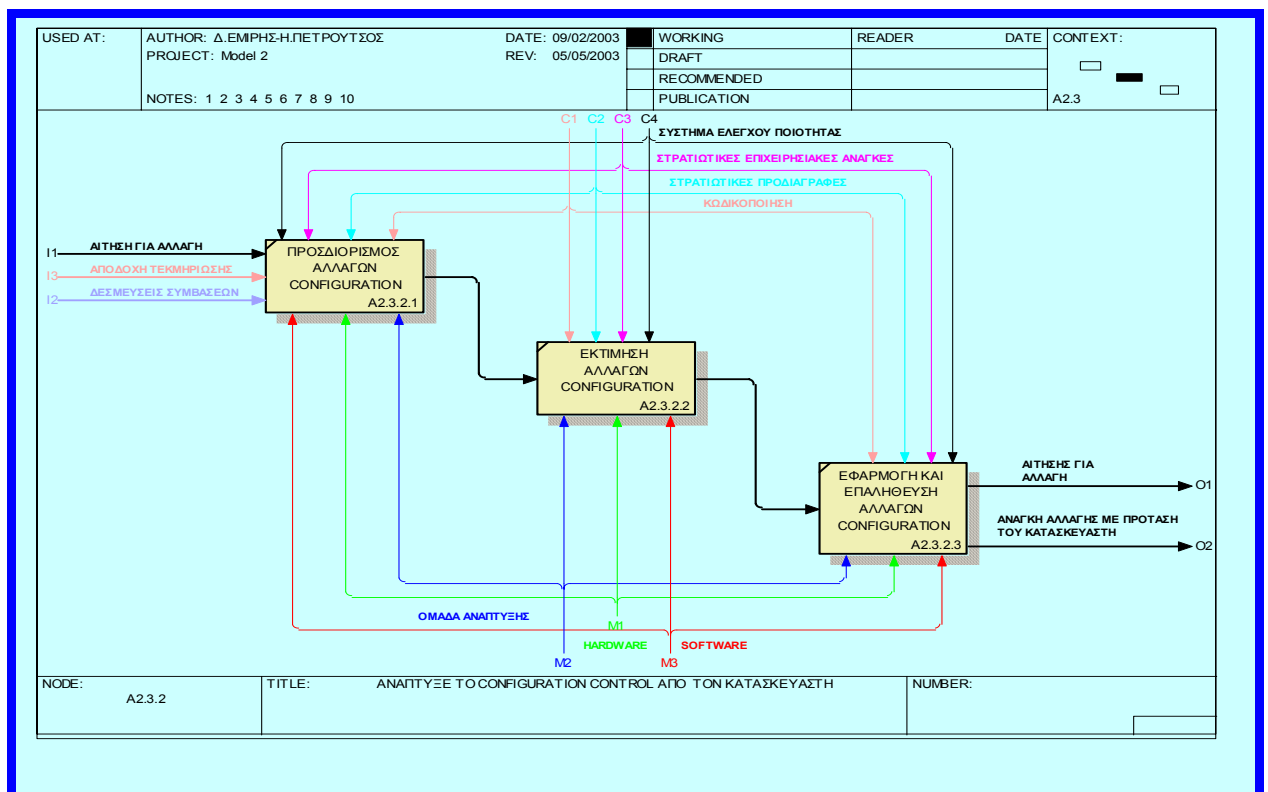 USED AT:
AUTHOR: Δ.ΕΜΙΡΗΣ-Η.ΠΕΤΡΟΥΤΣΟΣ
DATE: 09/02/2003
PROJECT: Model 2
REV: 05/05/2003
NOTES: 1 2 3 4 5 6 7 8 9 10
WORKING
DRAFT
RECOMMENDED
PUBLICATION
READER DATE
CONTEXT:
A2.3
C1 C2 C3 C4
ΣΥΣΤΗΜΑ ΕΛΕΓΧΟΥ ΠΟΙΟΤΗΤΑΣ
ΣΤΡΑΤΙΩΤΙΚΕΣ ΕΠΙΧΕΙΡΗΣΙΑΚΕΣ ΑΝΑΓΚΕΣ
ΣΤΡΑΤΙΩΤΙΚΕΣ ΠΡΟΔΙΑΓΡΑΦΕΣ
ΚΩΔΙΚΟΠΟΙΗΣΗ
I1 ΑΙΤΗΣΗ ΓΙΑ ΑΛΛΑΓΗ
I3 ΑΠΟΔΟΧΗ ΤΕΚΜΗΡΙΩΣΗΣ
I2 ΔΕΣΜΕΥΣΕΙΣ ΣΥΜΒΑΣΕΩΝ
ΠΡΟΣΔΙΟΡΙΣΜΟΣ
ΑΛΛΑΓΩΝ
CONFIGURATION
A2.3.2.1
ΕΚΤΙΜΗΣΗ
ΑΛΛΑΓΩΝ
CONFIGURATION
A2.3.2.2
ΕΦΑΡΜΟΓΗ ΚΑΙ
ΕΠΑΛΗΘΕΥΣΗ
ΑΛΛΑΓΩΝ
CONFIGURATION
A2.3.2.3
ΑΙΤΗΣΗΣ ΓΙΑ
ΑΛΛΑΓΗ
O1
ΑΝΑΓΚΗ ΑΛΛΑΓΗΣ ΜΕ ΠΡΟΤΑΣΗ
ΤΟΥ ΚΑΤΑΣΚΕΥΑΣΤΗ
O2
ΟΜΑΔΑ ΑΝΑΠΤΥΞΗΣ
M1
HARDWARE
SOFTWARE
M2
M3
NODE:
A2.3.2
TITLE:
ΑΝΑΠΤΥΞΕ ΤΟ CONFIGURATION CONTROL ΑΠΟ ΤΟΝ ΚΑΤΑΣΚΕΥΑΣΤΗ
NUMBER: